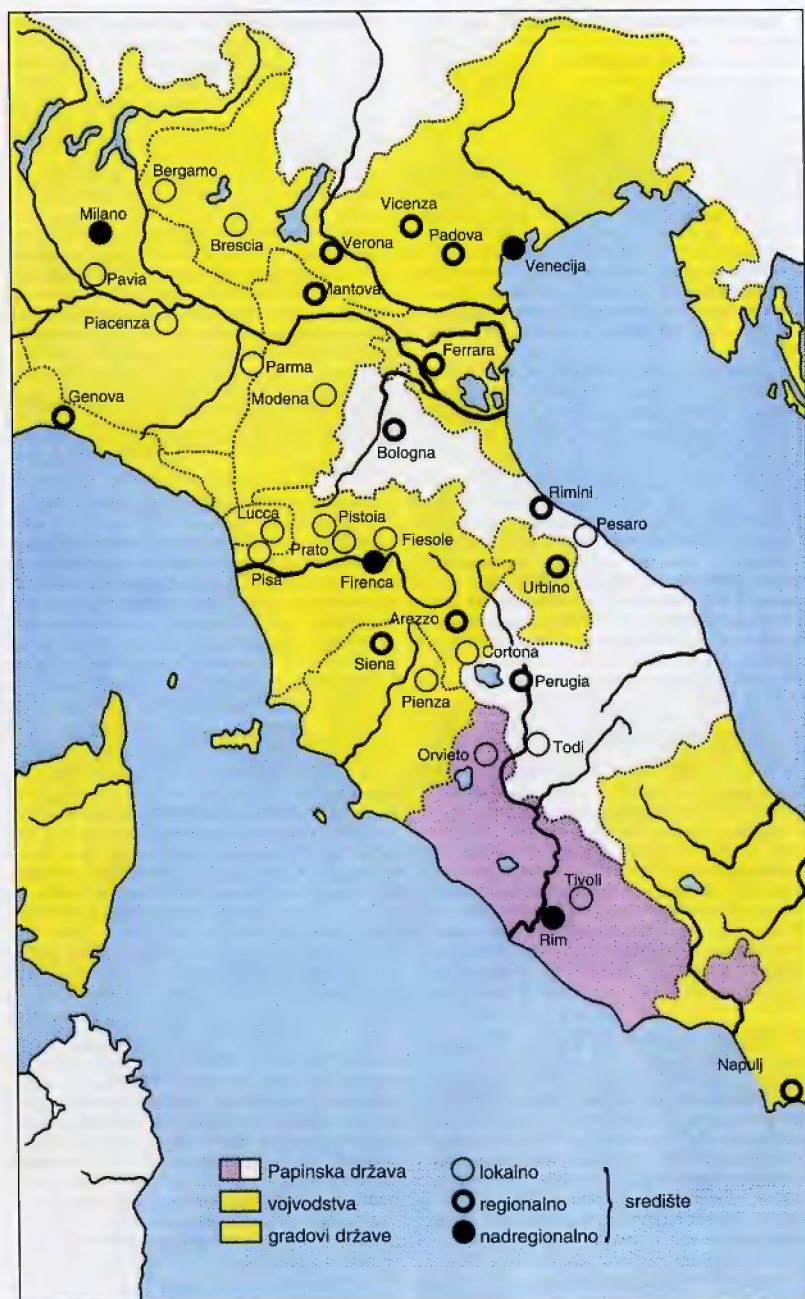 Bergamo
Milano
Brescia
Vicenza
Padova
Verona
Venecija
Pavia
Mantova
Piacenza
Parma
Ferrara
Modena
Genova
Bologna
Rimini
Pesaro
Lucca
Pistoia
Prato
Fiesole
Pisa
Firenca
Urbino
Arezzo
Siena
Cortona
Pienza
Perugia
Orvieto
Todi
Tivoli
Rim
Napulj
Papinska država
vojvodstva
gradovi države
lokalno
regionalno
nadregionalno
središte